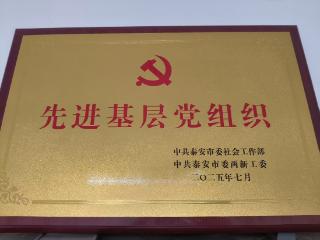 先进基层党组织
中共泰安市委社会工作部
中共泰安市委两新工委
二〇二五年七月